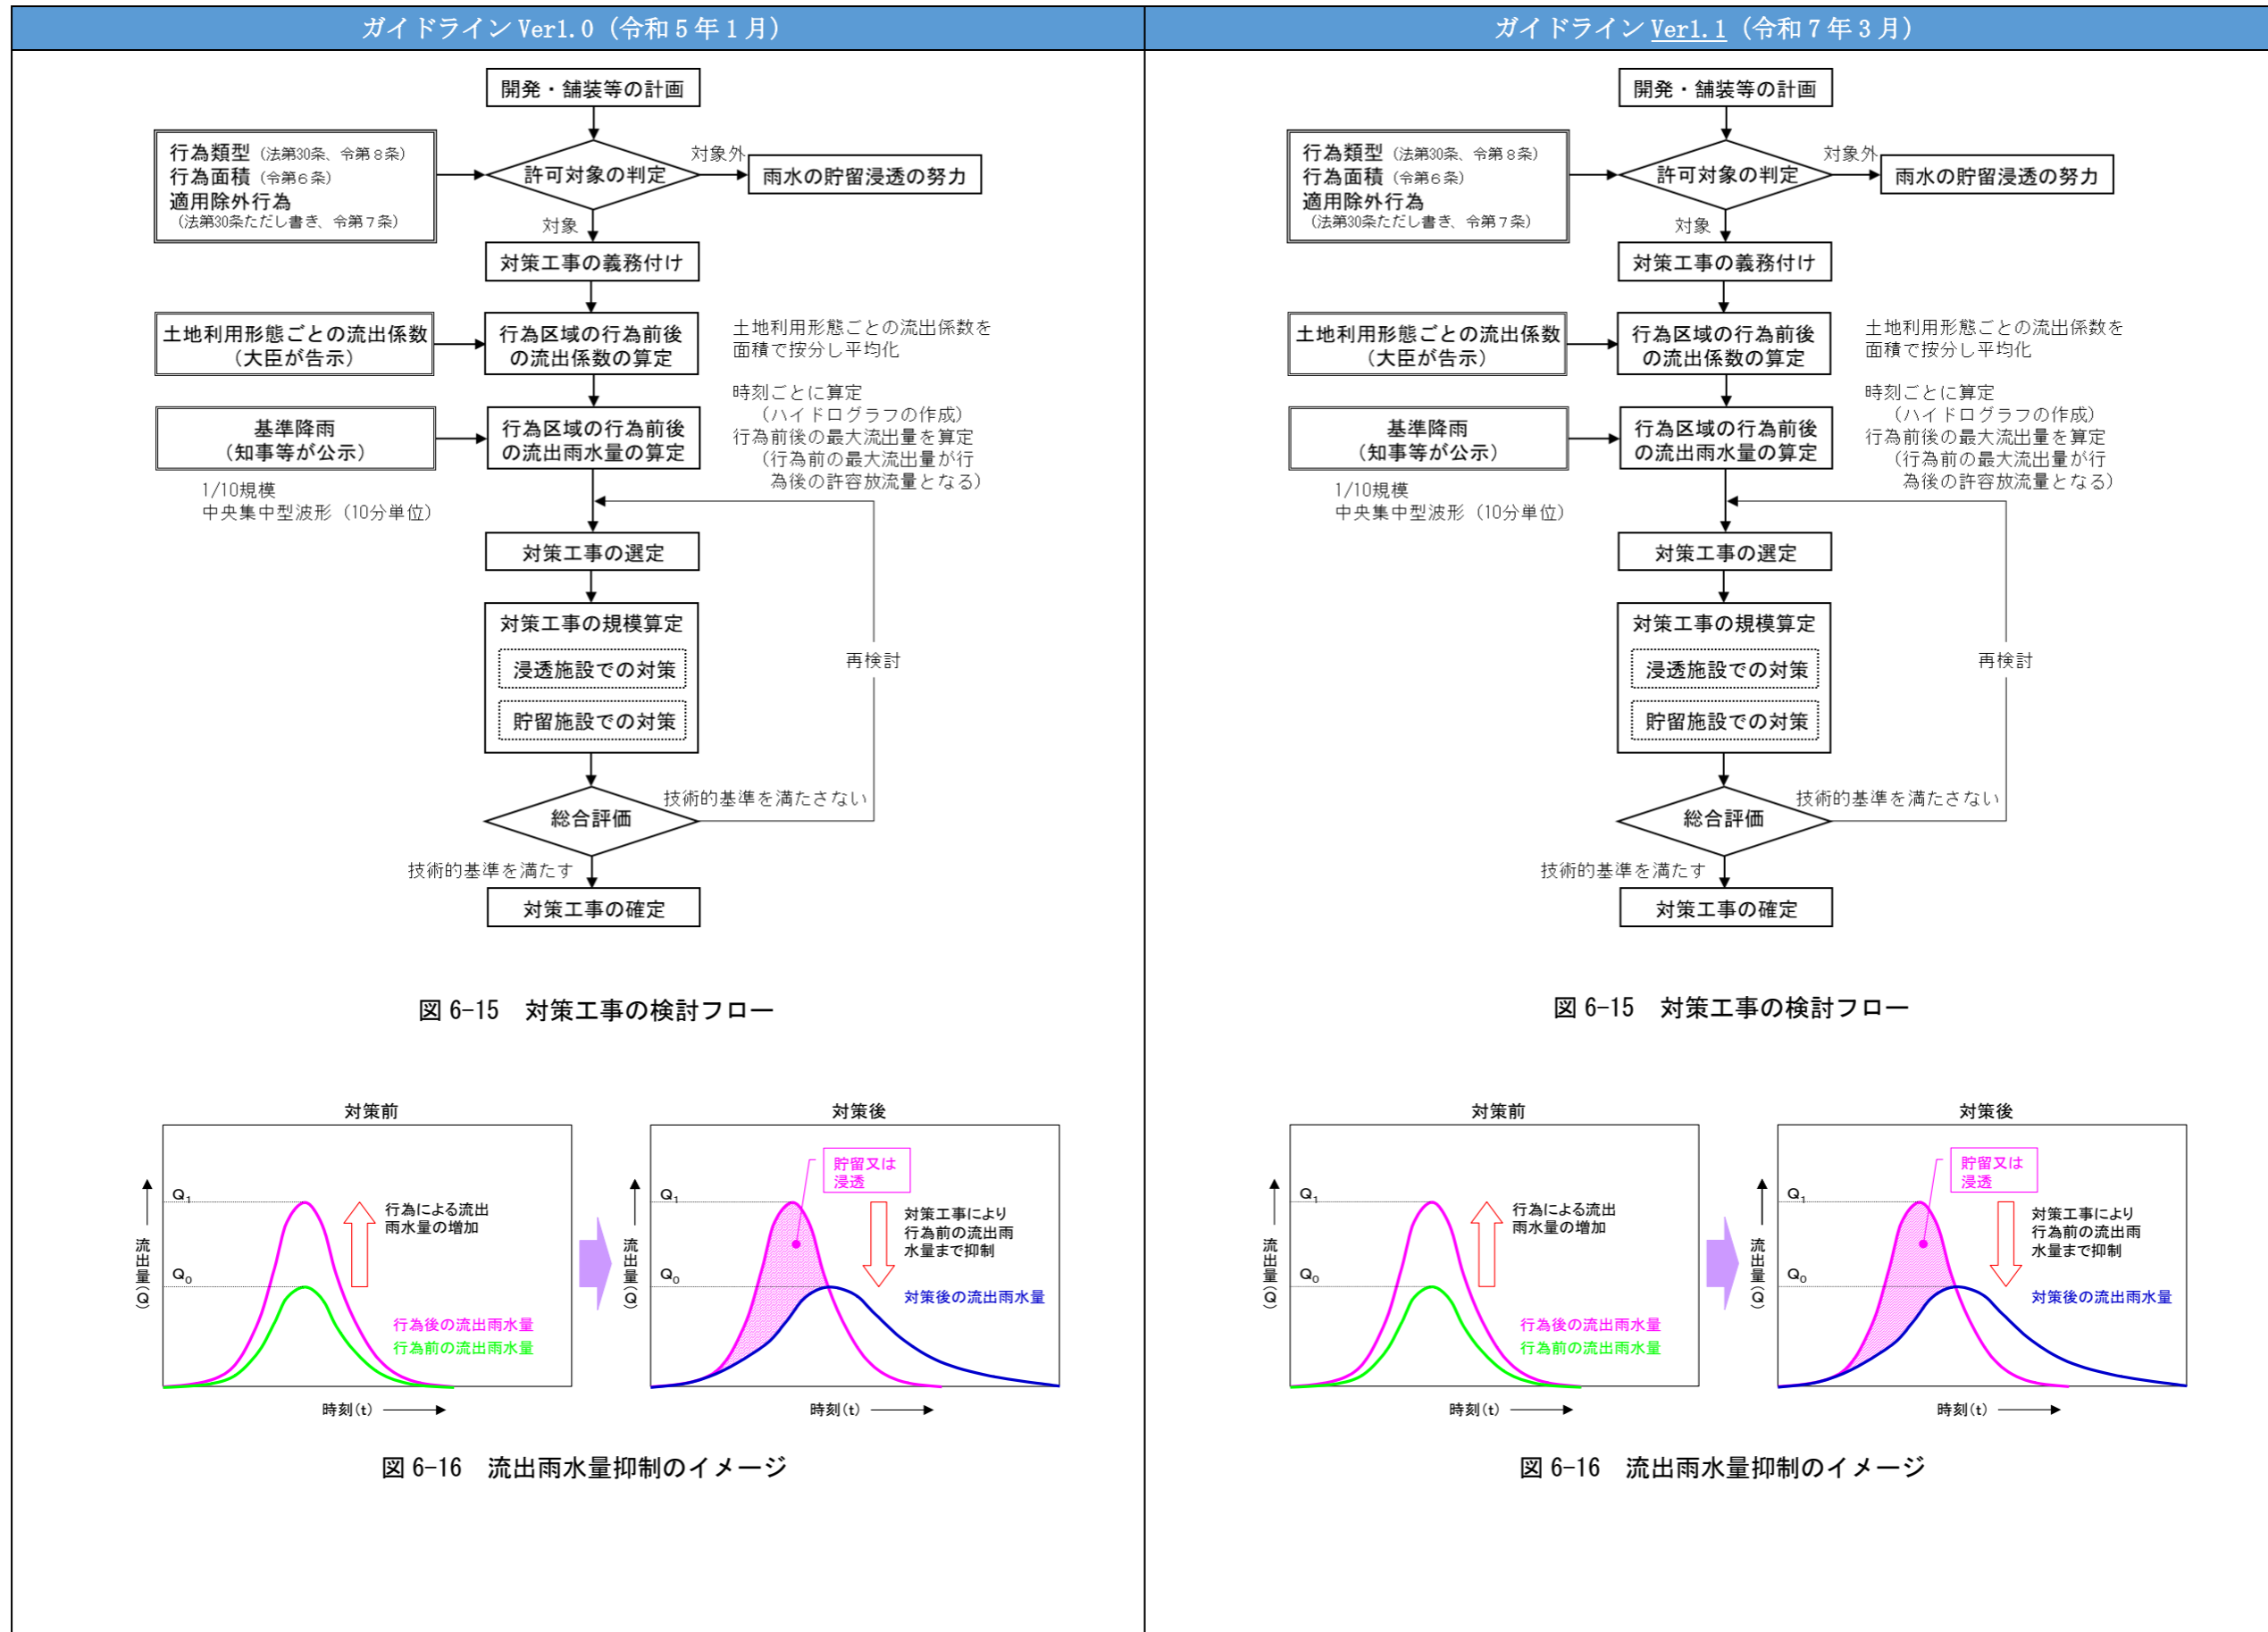 ガイドライン Ver1.0（令和５年１月）
開発・舗装等の計画
行為類型（法第30条、令第８条）
行為面積（令第６条）
適用除外行為
（法第30条ただし書き、令第７条）
許可対象の判定
対象外
雨水の貯留浸透の努力
対象
対策工事の義務付け
土地利用形態ごとの流出係数
（大臣が告示）
行為区域の行為前後
の流出係数の算定
土地利用形態ごとの流出係数を
面積で按分し平均化
基準降雨
（知事等が公示）
行為区域の行為前後
の流出雨水量の算定
時刻ごとに算定
（ハイドログラフの作成）
行為前後の最大流出量を算定
（行為前の最大流出量が行
為後の許容放流量となる）
1/10規模
中央集中型波形（10分単位）
対策工事の選定
対策工事の規模算定
浸透施設での対策
貯留施設での対策
再検討
総合評価
技術的基準を満たさない
技術的基準を満たす
対策工事の確定
図 6-15　対策工事の検討フロー
対策前
Q₁
Q₀
流出量(Q)
行為による流出
雨水量の増加
行為後の流出雨水量
行為前の流出雨水量
時刻(t)
対策後
Q₁
Q₀
流出量(Q)
貯留又は
浸透
対策工事により
行為前の流出雨
水量まで抑制
対策後の流出雨水量
時刻(t)
図 6-16　流出雨水量抑制のイメージ
ガイドライン Ver1.1（令和７年３月）
開発・舗装等の計画
行為類型（法第30条、令第８条）
行為面積（令第６条）
適用除外行為
（法第30条ただし書き、令第７条）
許可対象の判定
対象外
雨水の貯留浸透の努力
対象
対策工事の義務付け
土地利用形態ごとの流出係数
（大臣が告示）
行為区域の行為前後
の流出係数の算定
土地利用形態ごとの流出係数を
面積で按分し平均化
基準降雨
（知事等が公示）
行為区域の行為前後
の流出雨水量の算定
時刻ごとに算定
（ハイドログラフの作成）
行為前後の最大流出量を算定
（行為前の最大流出量が行
為後の許容放流量となる）
1/10規模
中央集中型波形（10分単位）
対策工事の選定
対策工事の規模算定
浸透施設での対策
貯留施設での対策
再検討
総合評価
技術的基準を満たさない
技術的基準を満たす
対策工事の確定
図 6-15　対策工事の検討フロー
対策前
Q₁
Q₀
流出量(Q)
行為による流出
雨水量の増加
行為後の流出雨水量
行為前の流出雨水量
時刻(t)
対策後
Q₁
Q₀
流出量(Q)
貯留又は
浸透
対策工事により
行為前の流出雨
水量まで抑制
対策後の流出雨水量
時刻(t)
図 6-16　流出雨水量抑制のイメージ